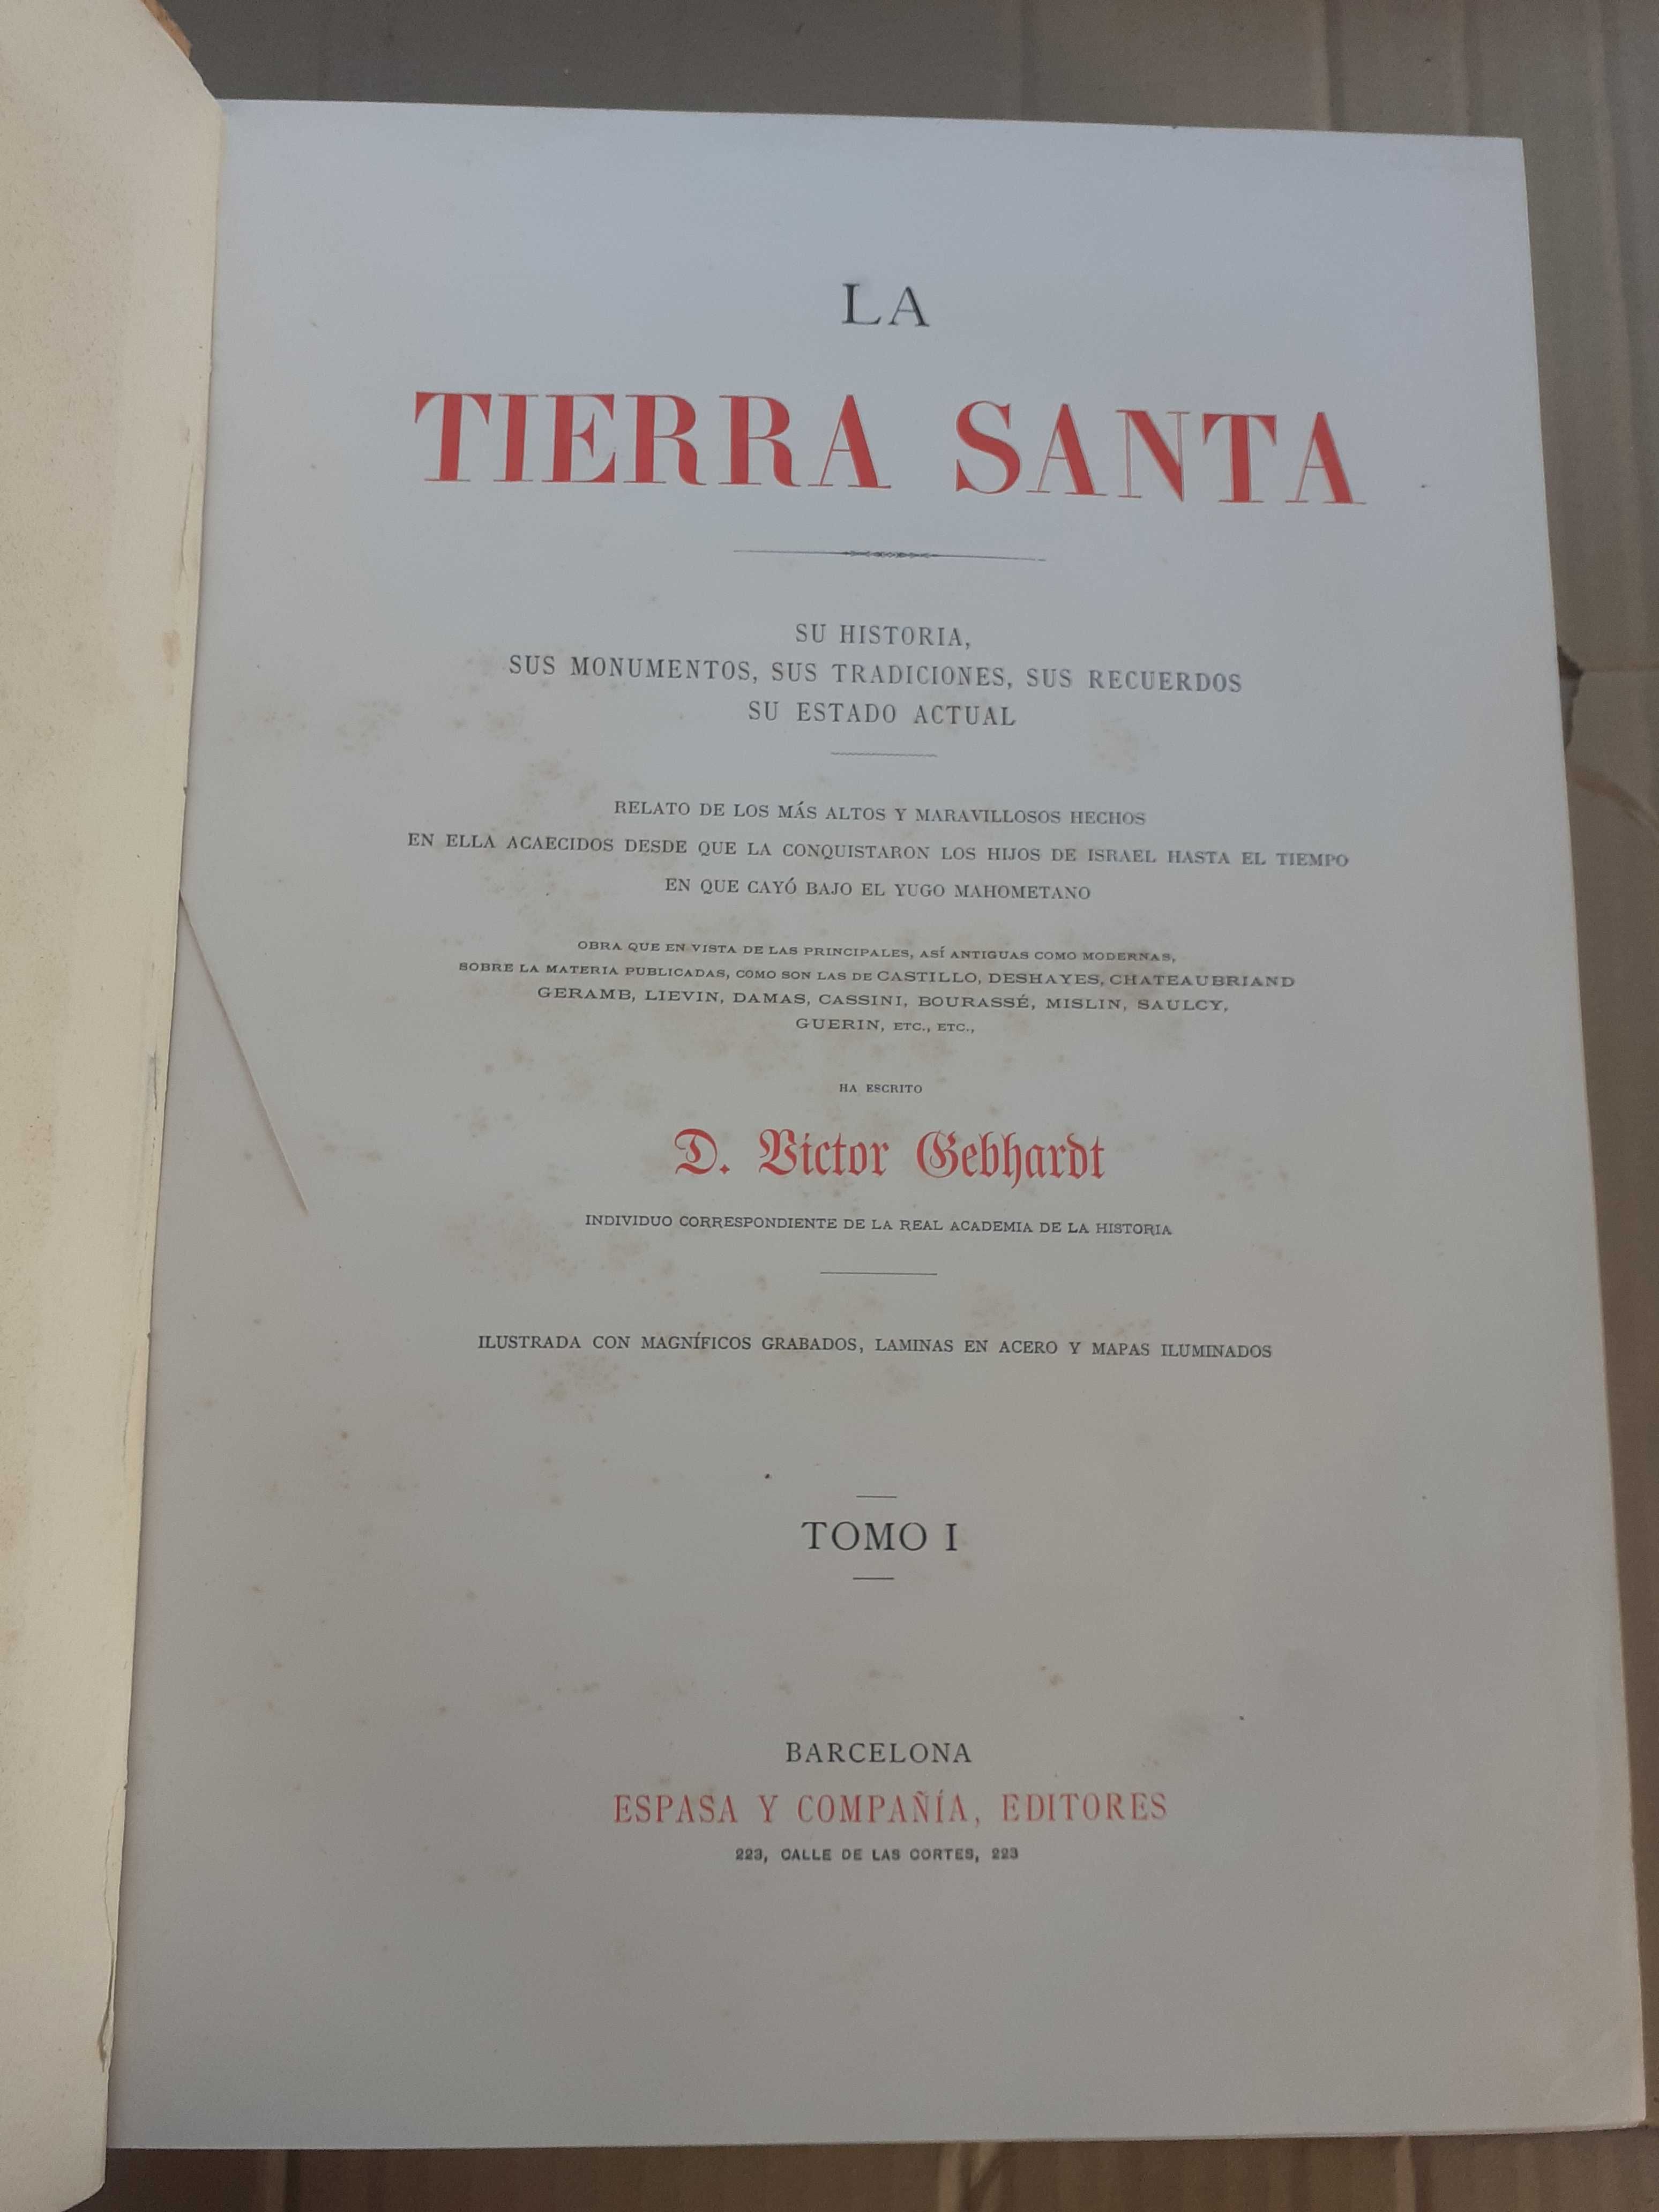 LA
TIERRA SANTA
SU HISTORIA,
SUS MONUMENTOS, SUS TRADICIONES, SUS RECUERDOS
SU ESTADO ACTUAL
RELATO DE LOS MÁS ALTOS Y MARAVILLOSOS HECHOS
EN ELLA ACAECIDOS DESDE QUE LA CONQUISTARON LOS HIJOS DE ISRAEL HASTA EL TIEMPO
EN QUE CAYÓ BAJO EL YUGO MAHOMETANO
OBRA QUE EN VISTA DE LAS PRINCIPALES, ASÍ ANTIGUAS COMO MODERNAS,
SOBRE LA MATERIA PUBLICADAS, COMO SON LAS DE CASTILLO, DESHAYES, CHATEAUBRIAND
GERAMB, LIEVIN, DAMAS, CASSINI, BOURASSÉ, MISLIN, SAULCY,
GUERIN, ETC., ETC.,
HA ESCRITO
D. Victor Gebhardt
INDIVIDUO CORRESPONDIENTE DE LA REAL ACADEMIA DE LA HISTORIA
ILUSTRADA CON MAGNÍFICOS GRABADOS, LAMINAS EN ACERO Y MAPAS ILUMINADOS
TOMO I
BARCELONA
ESPASA Y COMPAÑÍA, EDITORES
223, CALLE DE LAS CORTES, 223